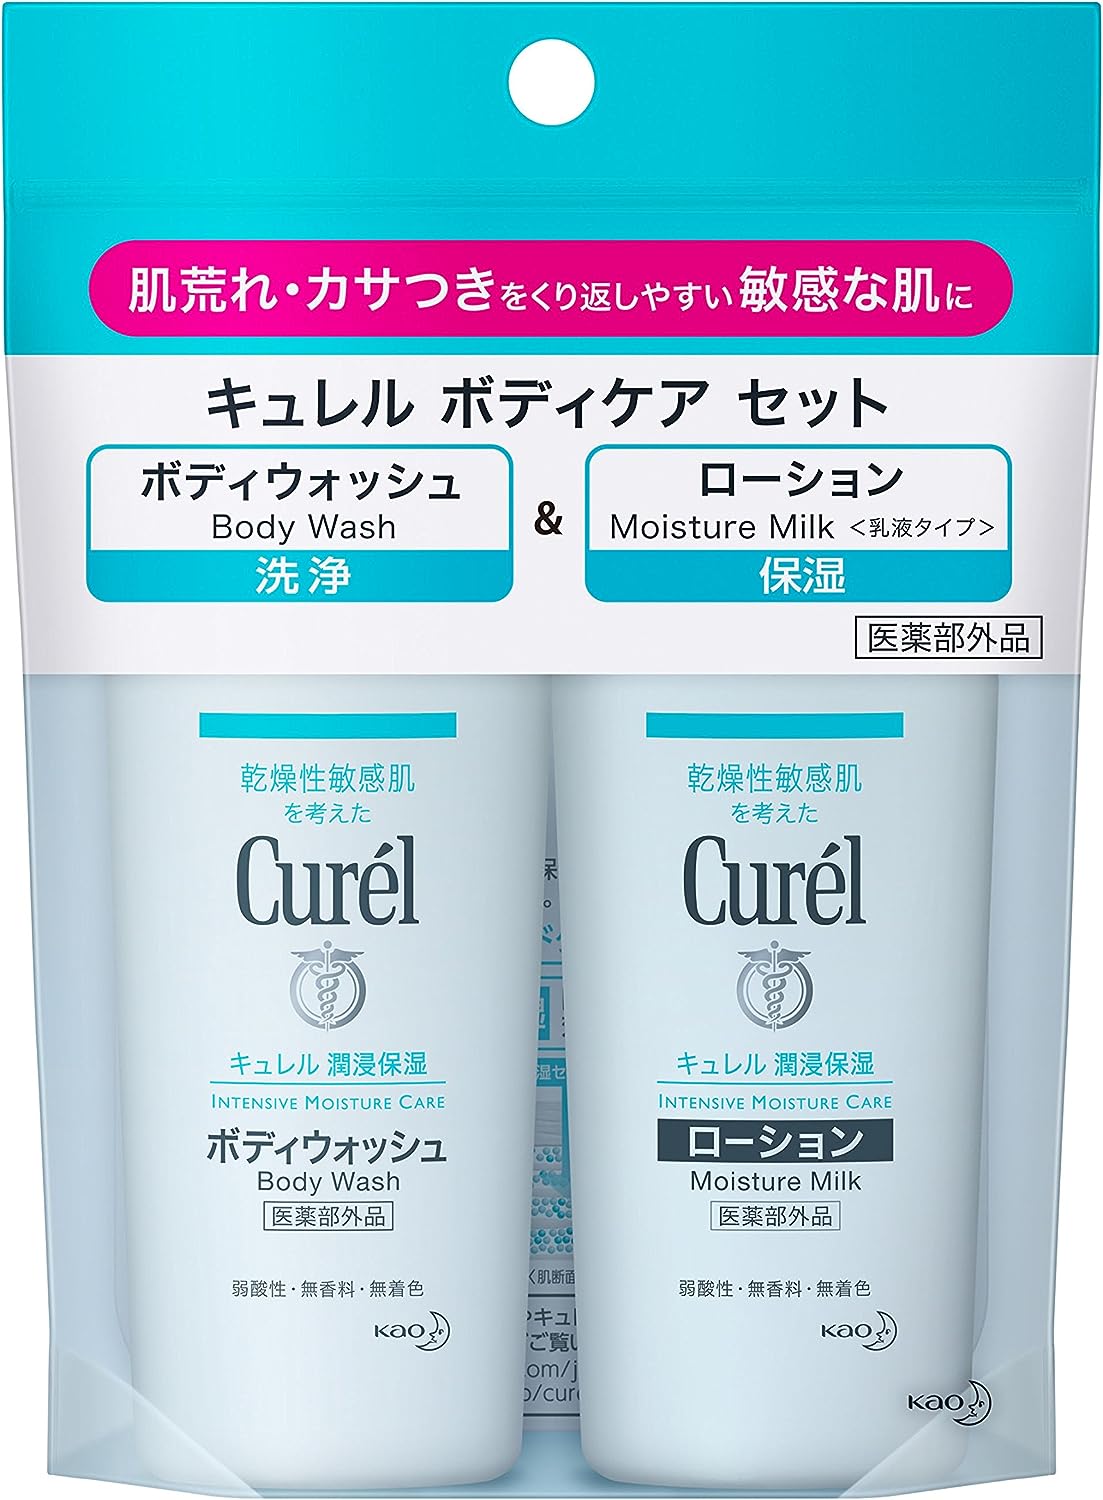 肌荒れ・カサつきをくり返しやすい敏感な肌に
キュレル ボディケア セット
ボディウォッシュ
Body Wash
洗浄
&
ローション
Moisture Milk <乳液タイプ>
保湿
医薬部外品
乾燥性敏感肌
を考えた
Curél
キュレル 潤浸保湿
INTENSIVE MOISTURE CARE
ボディウォッシュ
Body Wash
医薬部外品
弱酸性・無香料・無着色
Kao
乾燥性敏感肌
を考えた
Curél
キュレル 潤浸保湿
INTENSIVE MOISTURE CARE
ローション
Moisture Milk
医薬部外品
弱酸性・無香料・無着色
Kao
Kao